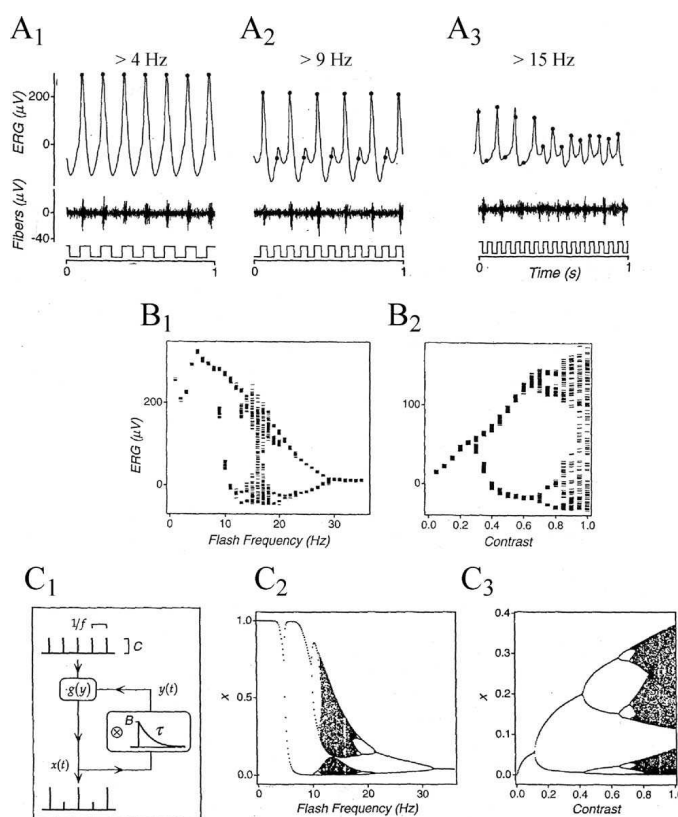 A1
A2
A3
> 4 Hz
> 9 Hz
> 15 Hz
ERG (μV)
200
0
Fibers (μV)
0
-40
0
1
0
1
0
Time (s)
1
B1
B2
ERG (μV)
200
0
0
10
20
30
Flash Frequency (Hz)
100
0
0.0
0.2
0.4
0.6
0.8
1.0
Contrast
C1
C2
C3
1/f
C
·g(y)
y(t)
⊗
B
τ
x(t)
x
1.0
0.5
0.0
0
10
20
30
Flash Frequency (Hz)
x
0.4
0.3
0.2
0.1
0
0.0
0.2
0.4
0.6
0.8
1.0
Contrast